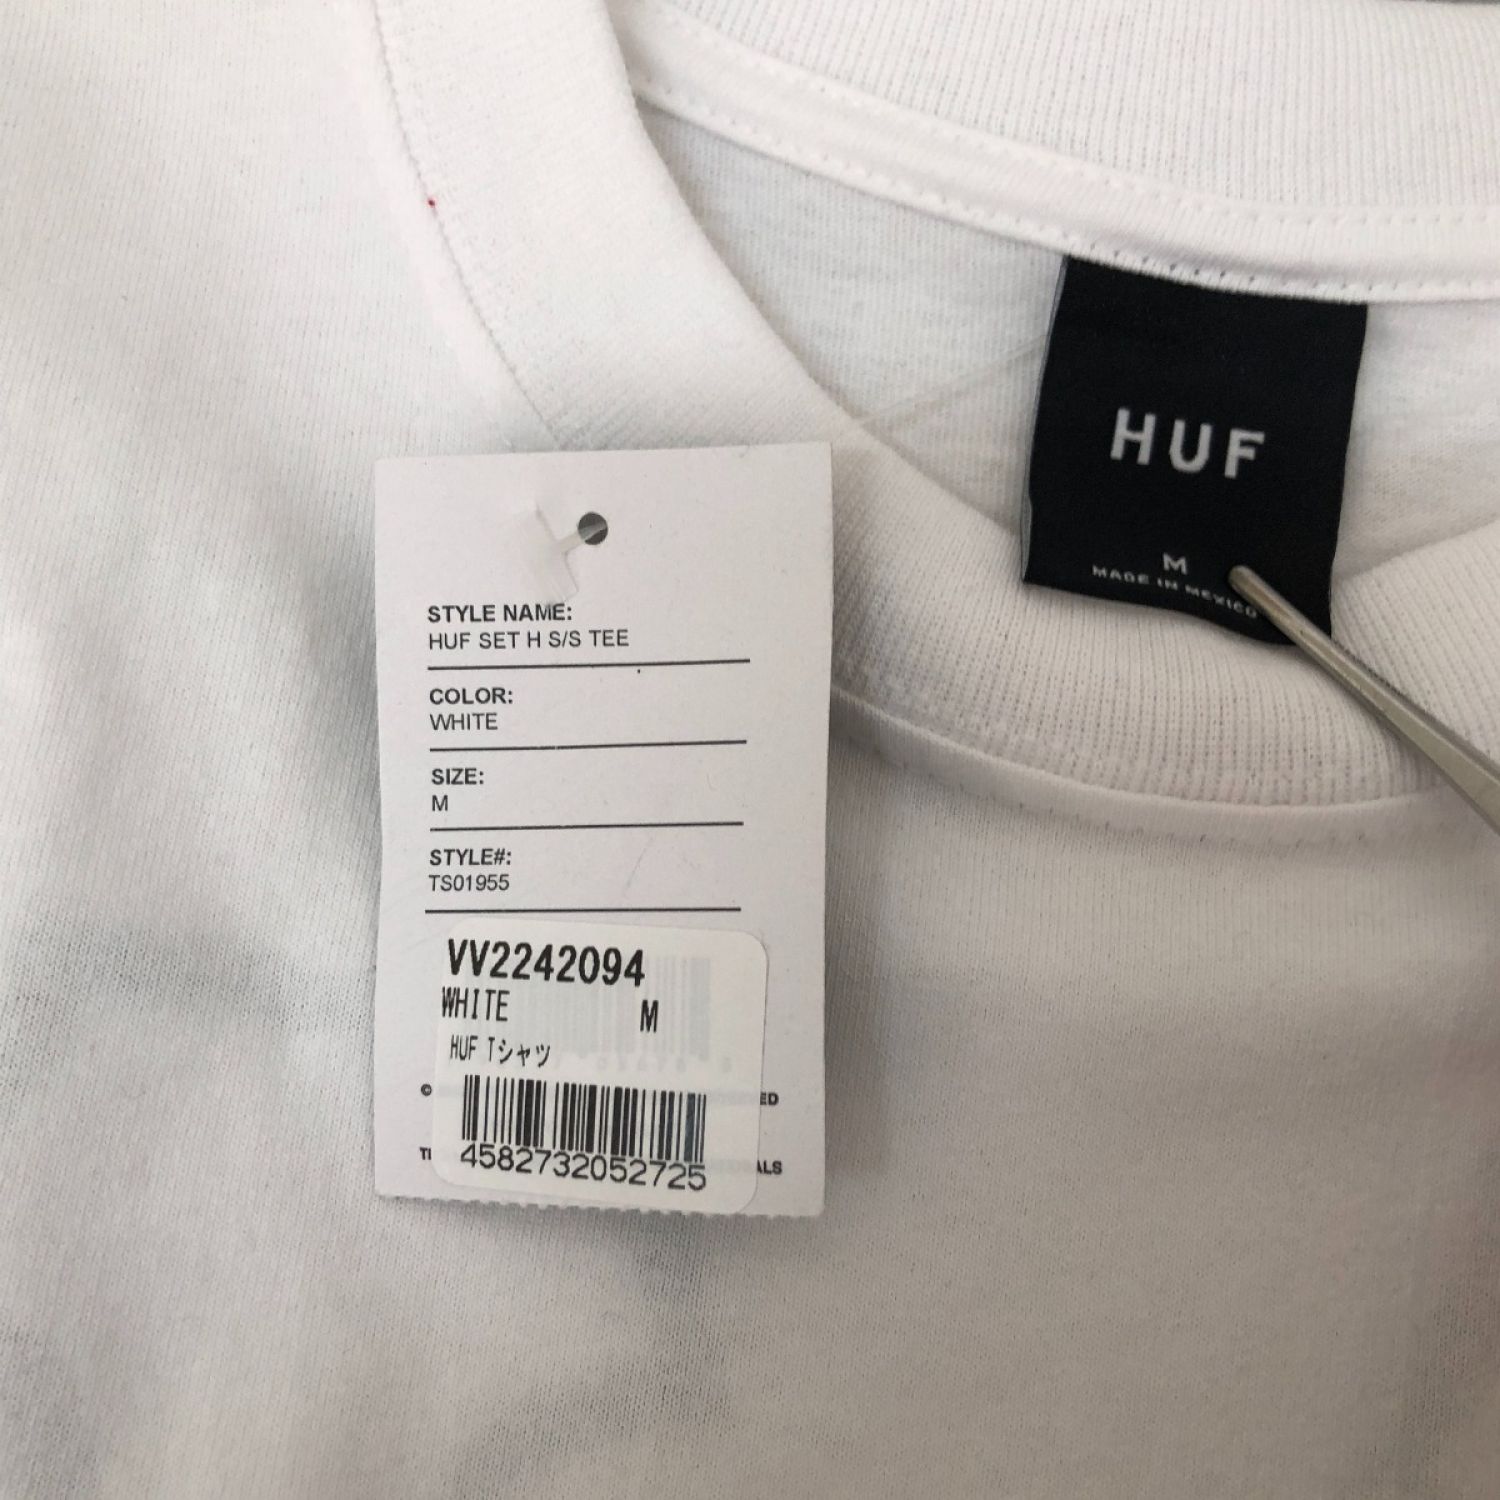 HUF
M
MADE IN MEXICO
STYLE NAME:
HUF SET H S/S TEE
COLOR:
WHITE
SIZE:
M
STYLE#:
TS01955
VV2242094
WHITE M
HUF Tシャツ
©
4582732052725